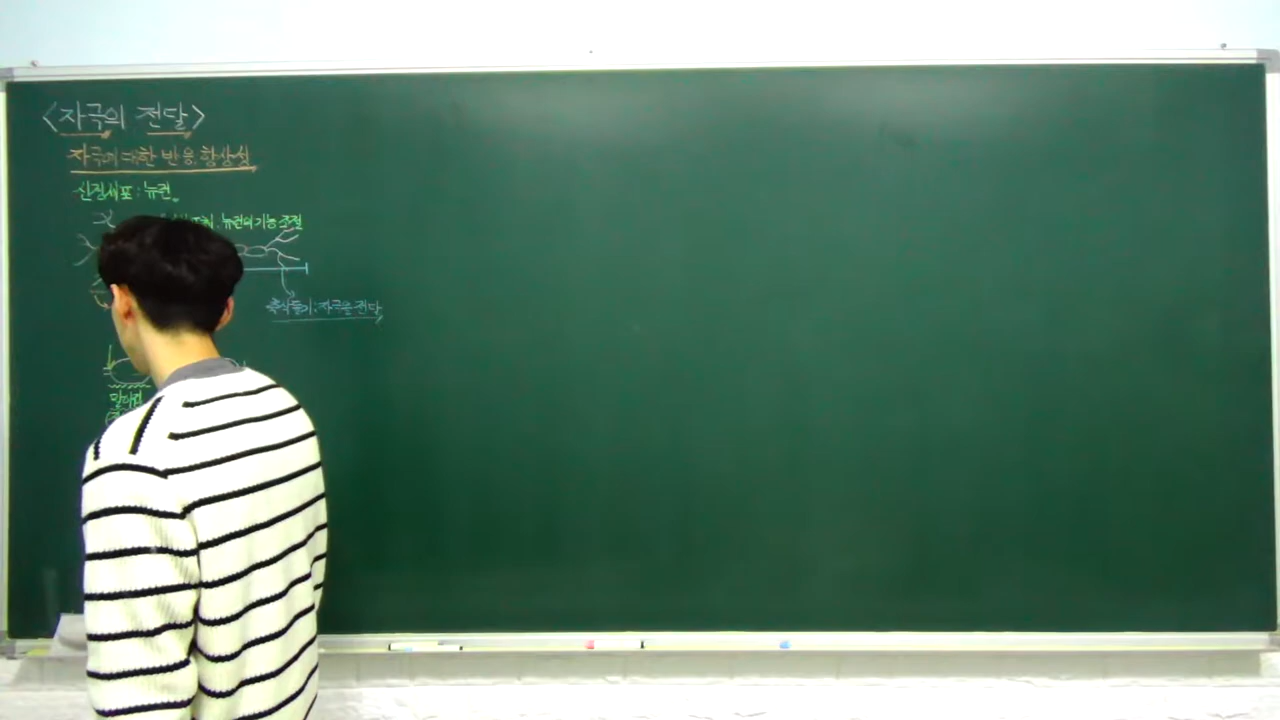 <자극의 전달>
자극에 대한 반응, 항상성
신경세포 : 뉴런
뉴런의 기능 조절
축삭돌기 : 자극을 전달
말이집